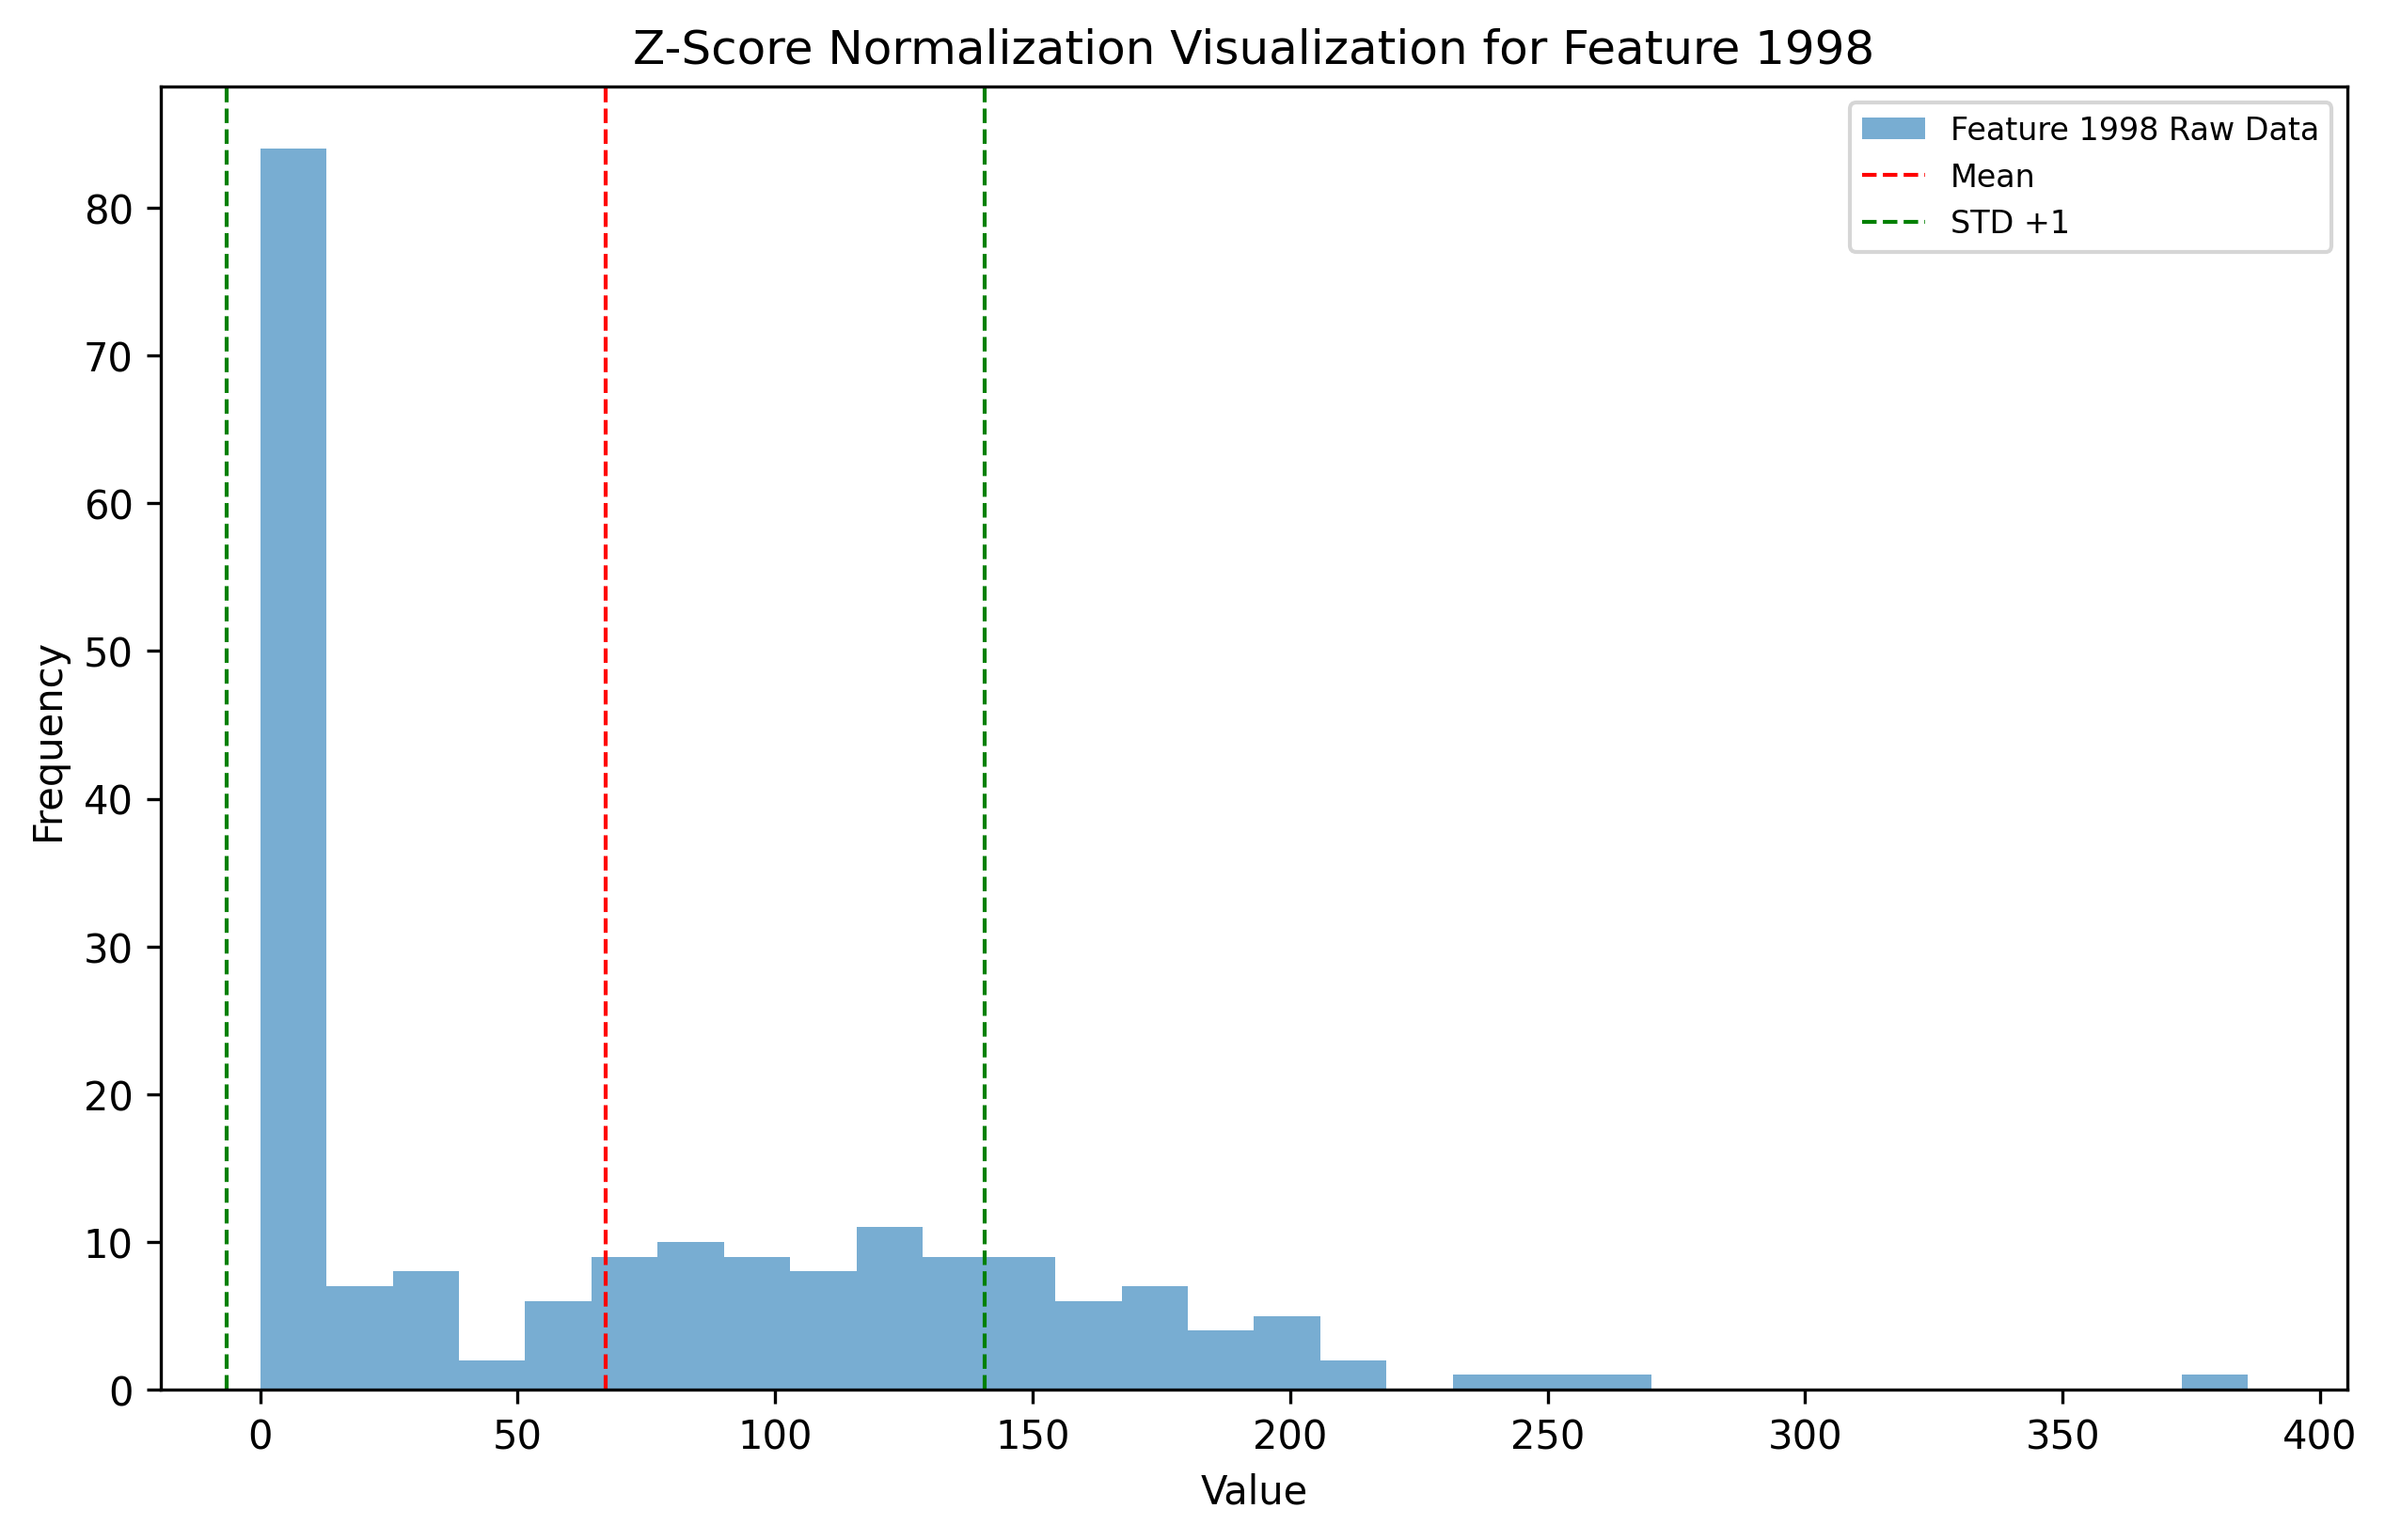 Z-Score Normalization Visualization for Feature 1998
Feature 1998 Raw Data
Mean
STD +1
80
70
60
50
40
30
20
10
0
Frequency
0 50 100 150 200 250 300 350 400
Value